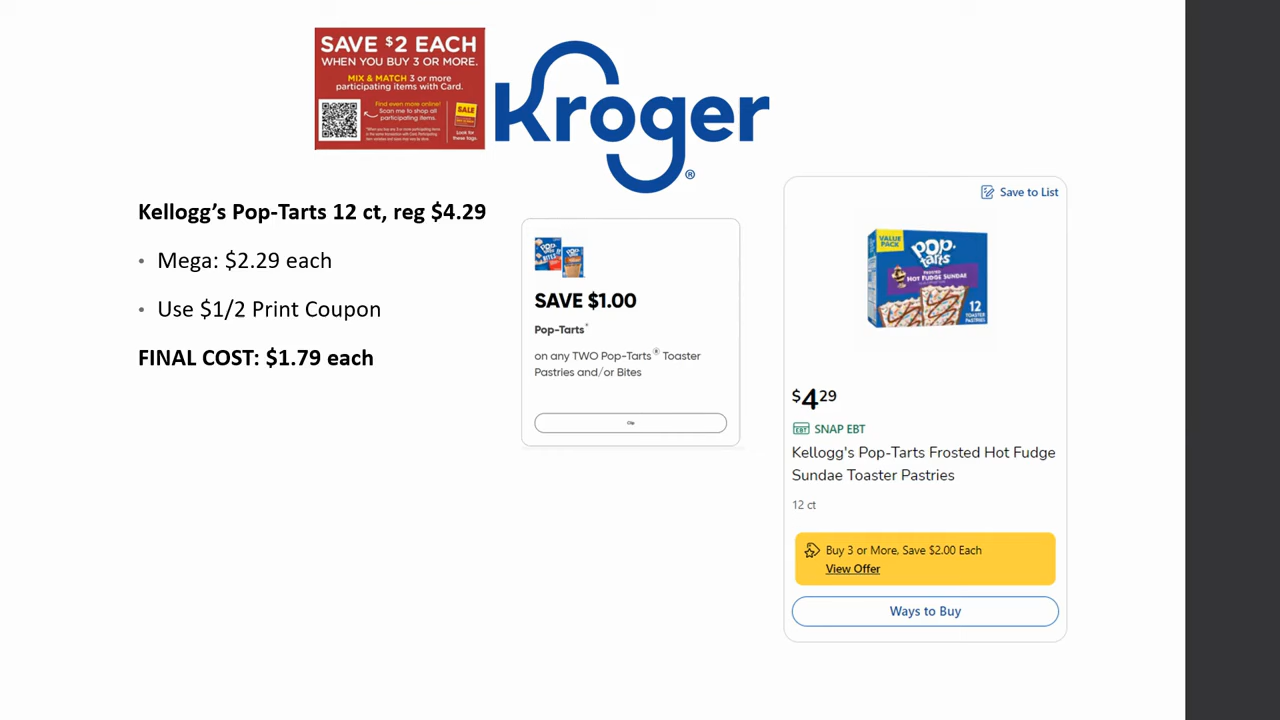 SAVE $2 EACH
WHEN YOU BUY 3 OR MORE.
MIX & MATCH 3 or more
participating items with Card.
Find even more online!
Scan me to shop all
participating items.
SALE
Look for
these tags.
Kroger®
Kellogg’s Pop-Tarts 12 ct, reg $4.29
• Mega: $2.29 each
• Use $1/2 Print Coupon
FINAL COST: $1.79 each
SAVE $1.00
Pop-Tarts®
on any TWO Pop-Tarts® Toaster
Pastries and/or Bites
Clip
Save to List
VALUE
PACK
pop.
tarts
FROSTED
HOT FUDGE SUNDAE
12
TOASTER
PASTRIES
$4 29
EBT SNAP EBT
Kellogg's Pop-Tarts Frosted Hot Fudge
Sundae Toaster Pastries
12 ct
Buy 3 or More, Save $2.00 Each
View Offer
Ways to Buy